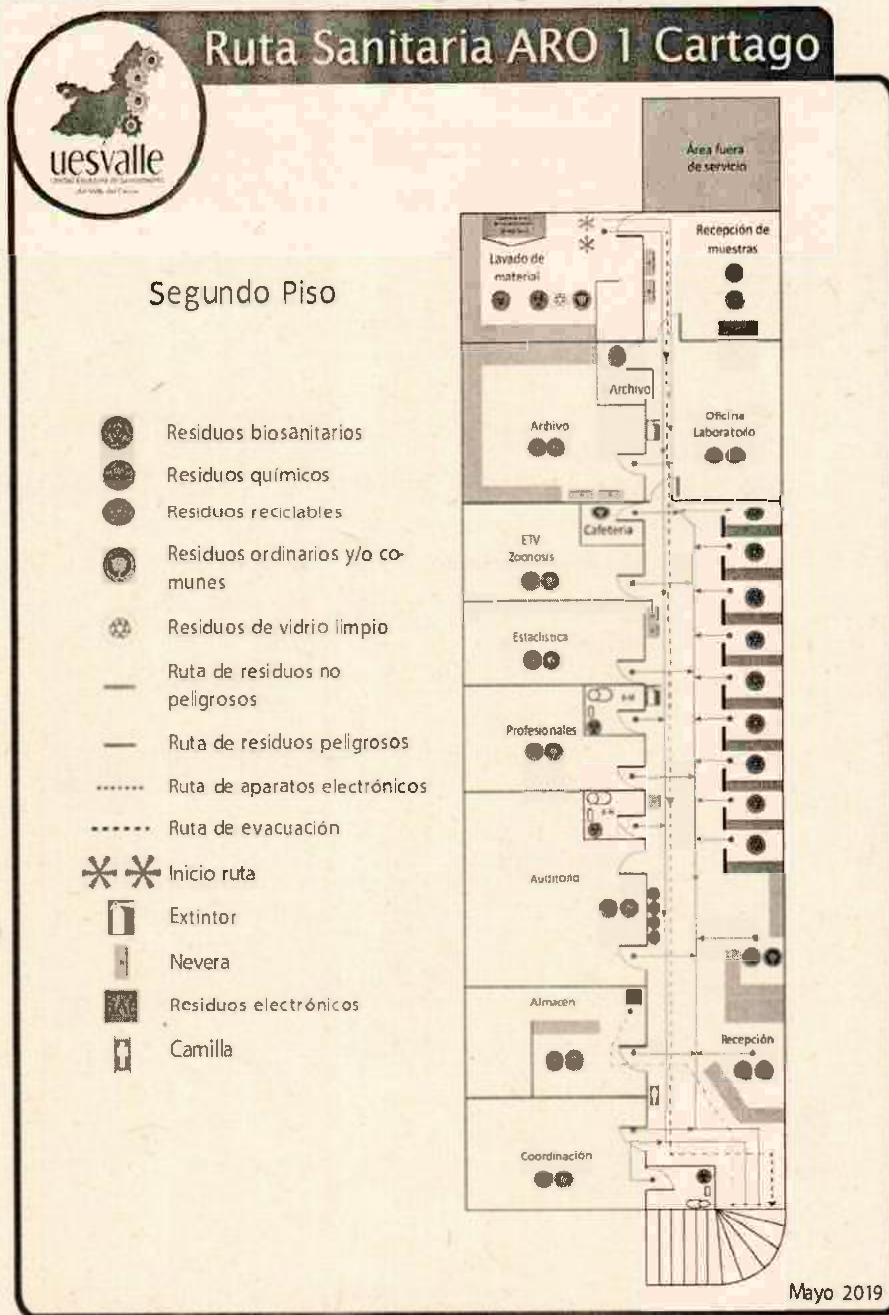 Ruta Sanitaria ARO 1 Cartago
uesvalle
Segundo Piso
Residuos biosanitarios
Residuos químicos
Residuos reciclables
Residuos ordinarios y/o co-
munes
Residuos de vidrio limpio
Ruta de residuos no
peligrosos
Ruta de residuos peligrosos
Ruta de aparatos electrónicos
Ruta de evacuación
Inicio ruta
Extintor
Nevera
Residuos electrónicos
Camilla
Área fuera
de servicio
Recepción de
muestras
Lavado de
material
Archivo
Archivo
Oficina
Laboratorio
Cafeteria
ETV
Zoonosis
Estadística
Profesionales
Auditorio
Almacén
Recepción
Coordinación
Mayo 2019